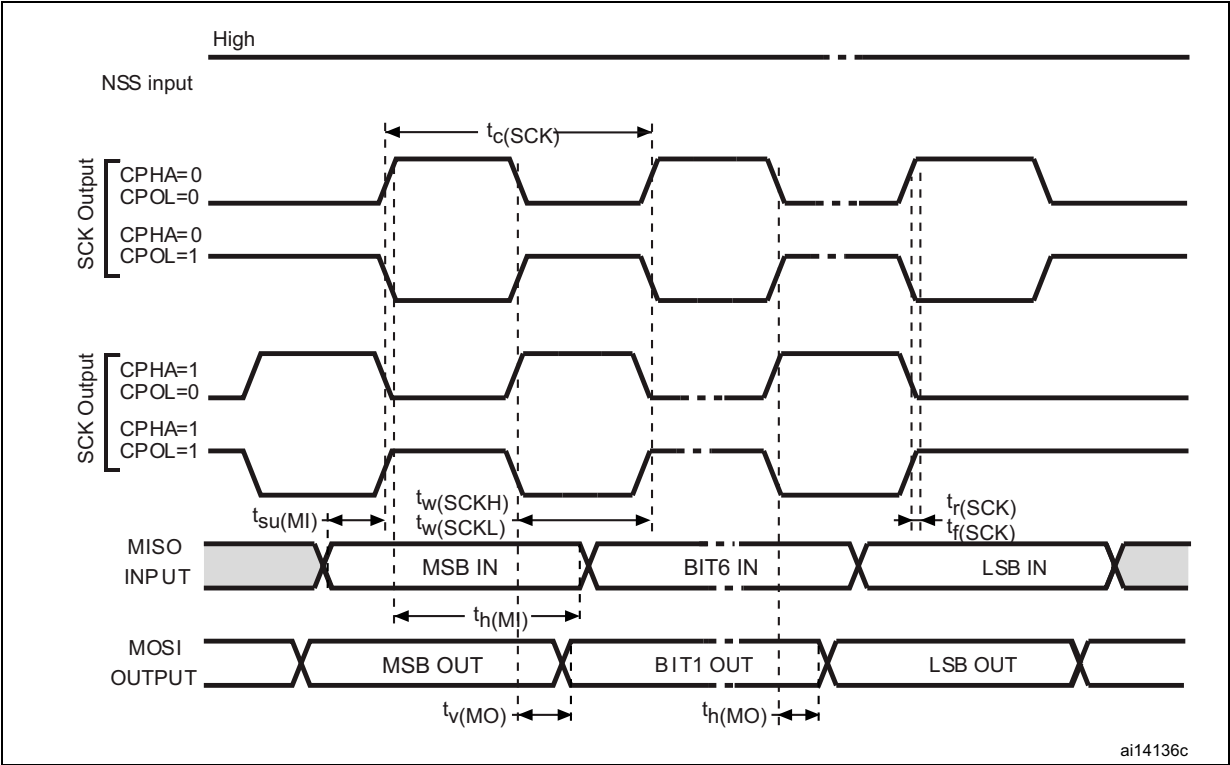 High
NSS input
tc(SCK)
SCK Output
CPHA=0
CPOL=0
CPHA=0
CPOL=1
SCK Output
CPHA=1
CPOL=0
CPHA=1
CPOL=1
tsu(MI)
tw(SCKH)
tw(SCKL)
tr(SCK)
tf(SCK)
MISO
INPUT
MSB IN
BIT6 IN
LSB IN
th(MI)
MOSI
OUTPUT
MSB OUT
BIT1 OUT
LSB OUT
tv(MO)
th(MO)
ai14136c